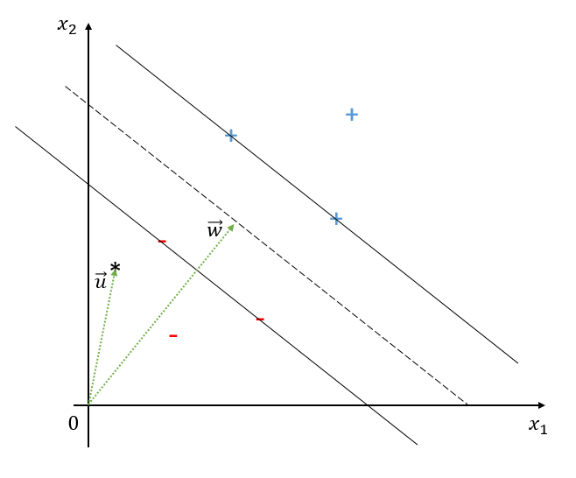 x₂
+
+
w⃗
+
-
*
u⃗
-
-
0
x₁